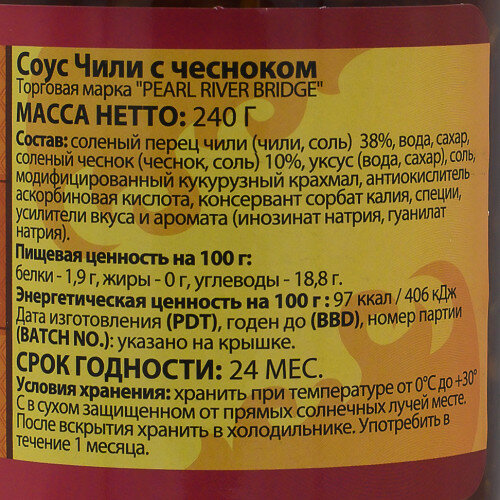 Соус Чили с чесноком
Торговая марка "PEARL RIVER BRIDGE"
МАССА НЕТТО: 240 Г
Состав: соленый перец чили (чили, соль) 38%, вода, сахар,
соленый чеснок (чеснок, соль) 10%, уксус (вода, сахар), соль,
модифицированный кукурузный крахмал, антиокислитель
аскорбиновая кислота, консервант сорбат калия, специи,
усилители вкуса и аромата (инозинат натрия, гуанилат
натрия).
Пищевая ценность на 100 г:
белки - 1,9 г, жиры - 0 г, углеводы - 18,8 г.
Энергетическая ценность на 100 г : 97 ккал / 406 кДж
Дата изготовления (PDT), годен до (BBD), номер партии
(BATCH NO.): указано на крышке.
СРОК ГОДНОСТИ: 24 МЕС.
Условия хранения: хранить при температуре от 0°С до +30°
С в сухом защищенном от прямых солнечных лучей месте.
После вскрытия хранить в холодильнике. Употребить в
течение 1 месяца.